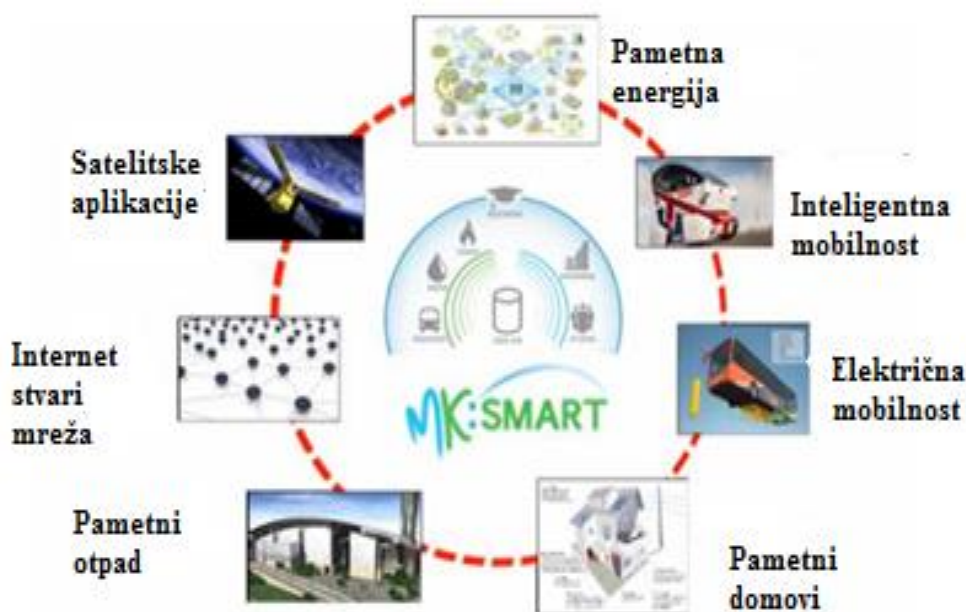 Pametna
energija
Satelitske
aplikacije
Inteligentna
mobilnost
Internet
stvari
mreža
Električna
mobilnost
MK:SMART
Pametni
otpad
Pametni
domovi